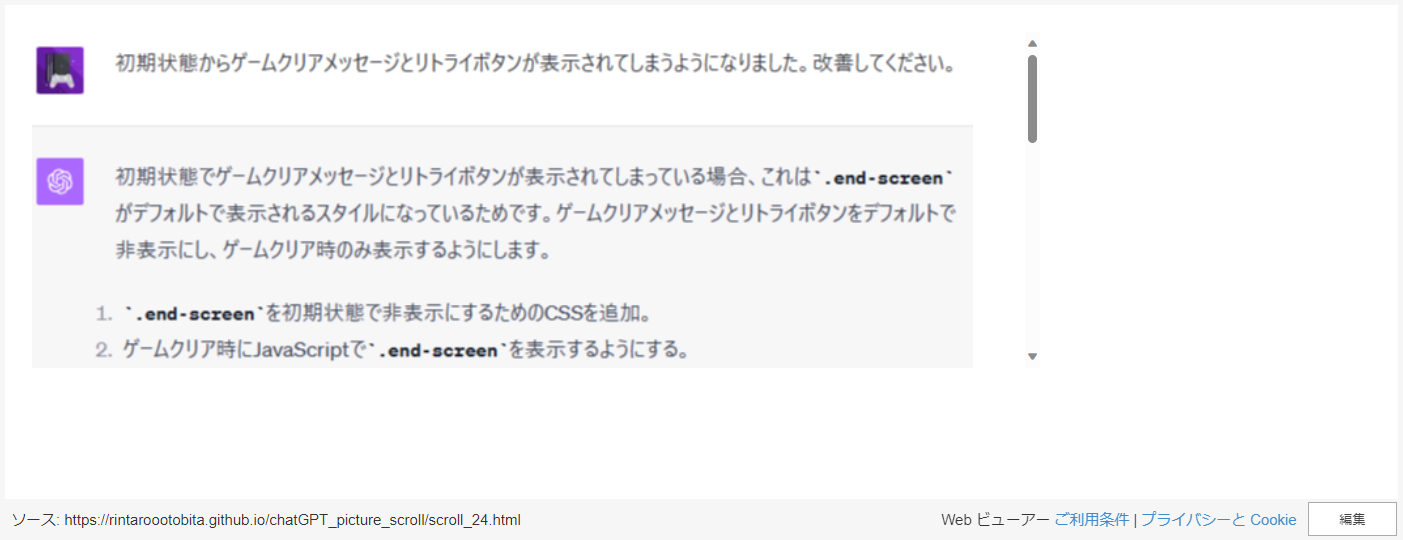 初期状態からゲームクリアメッセージとリトライボタンが表示されてしまうようになりました。改善してください。
初期状態でゲームクリアメッセージとリトライボタンが表示されてしまっている場合、これは`.end-screen`
がデフォルトで表示されるスタイルになっているためです。ゲームクリアメッセージとリトライボタンをデフォルトで
非表示にし、ゲームクリア時のみ表示するようにします。
1. `.end-screen`を初期状態で非表示にするためのCSSを追加。
2. ゲームクリア時にJavaScriptで`.end-screen`を表示するようにする。
ソース: https://rintaroootobita.github.io/chatGPT_picture_scroll/scroll_24.html
Web ビューアー ご利用条件 | プライバシーと Cookie
編集